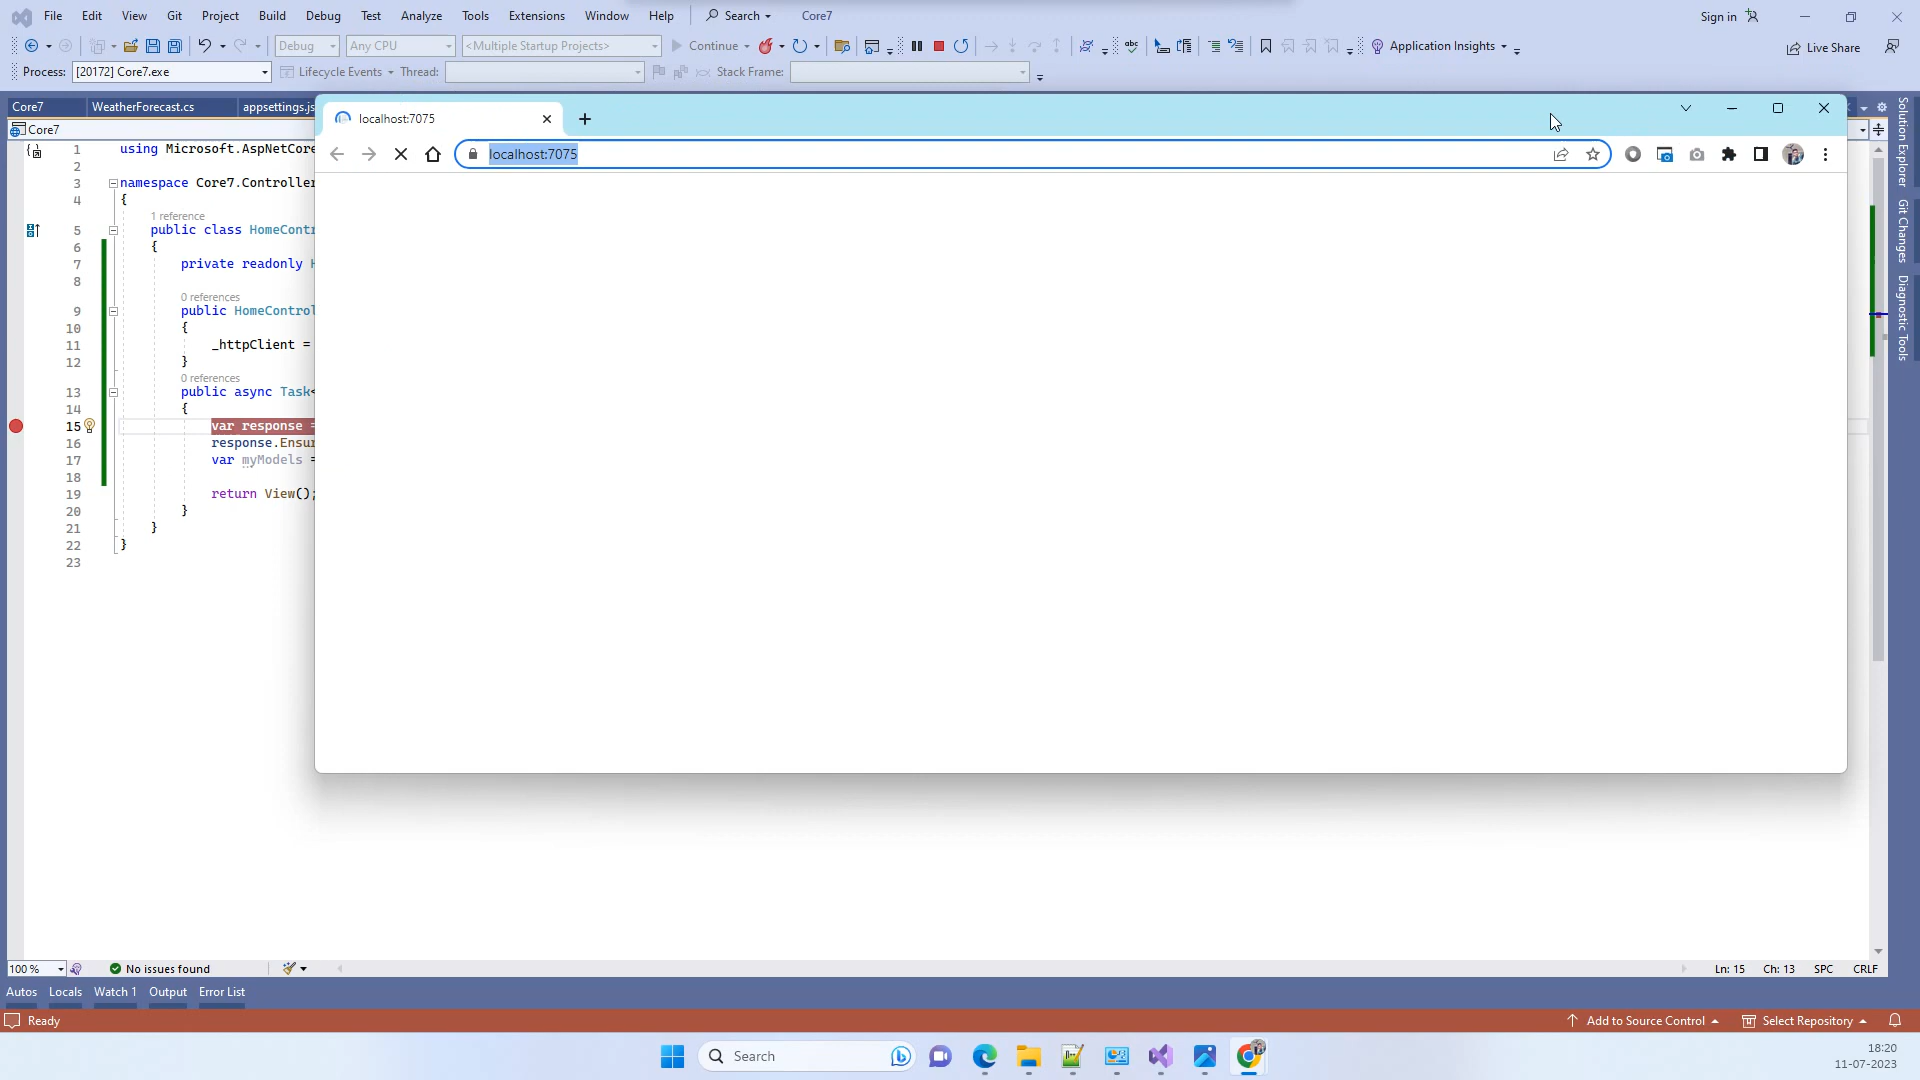 File Edit View Git Project Build Debug Test Analyze Tools Extensions Window Help Search Core7 Sign in
Debug Any CPU <Multiple Startup Projects> Continue Application Insights Live Share
Process: [20172] Core7.exe Lifecycle Events Thread: Stack Frame:
Core7 WeatherForecast.cs appsettings.js
Core7
localhost:7075
localhost:7075
1 using Microsoft.AspNetCore
2
3 namespace Core7.Controller
4 {
1 reference
5 public class HomeContr
6 {
7 private readonly H
8
0 references
9 public HomeControl
10 {
11 _httpClient =
12 }
0 references
13 public async Task<
14 {
15 var response =
16 response.Ensur
17 var myModels =
18
19 return View();
20 }
21 }
22 }
23
Solution Explorer
Git Changes
Diagnostic Tools
100 % No issues found Ln: 15 Ch: 13 SPC CRLF
Autos Locals Watch 1 Output Error List
Ready Add to Source Control Select Repository
Search
18:20
11-07-2023